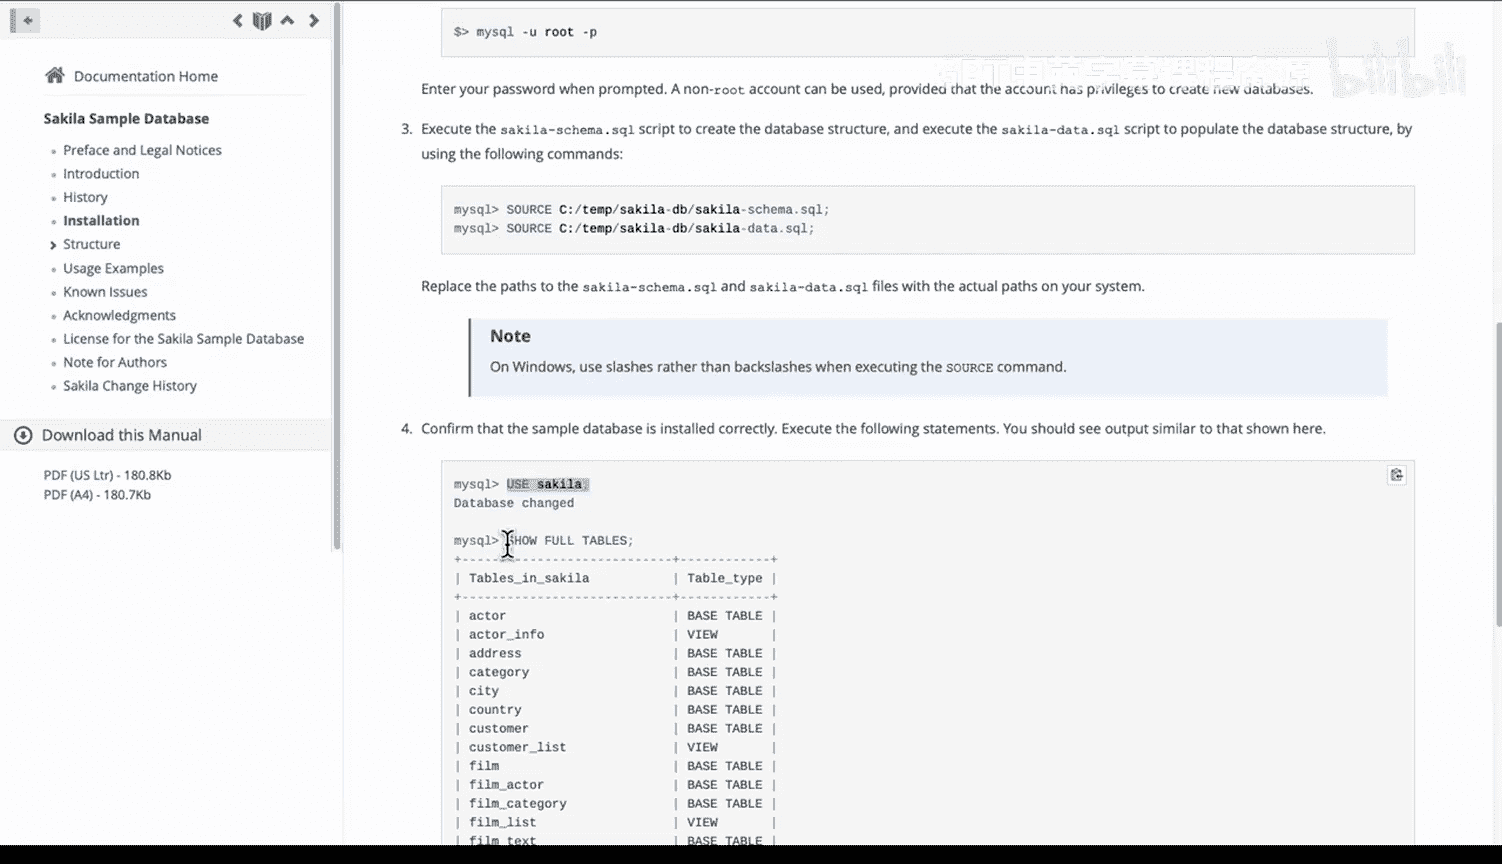 Documentation Home
Sakila Sample Database
Preface and Legal Notices
Introduction
History
Installation
Structure
Usage Examples
Known Issues
Acknowledgments
License for the Sakila Sample Database
Note for Authors
Sakila Change History
Download this Manual
PDF (US Ltr) - 180.8Kb
PDF (A4) - 180.7Kb
$> mysql -u root -p
bilibili
Enter your password when prompted. A non-root account can be used, provided that the account has privileges to create new databases.
3. Execute the sakila-schema.sql script to create the database structure, and execute the sakila-data.sql script to populate the database structure, by
using the following commands:
mysql> SOURCE C:/temp/sakila-db/sakila-schema.sql;
mysql> SOURCE C:/temp/sakila-db/sakila-data.sql;
Replace the paths to the sakila-schema.sql and sakila-data.sql files with the actual paths on your system.
Note
On Windows, use slashes rather than backslashes when executing the SOURCE command.
4. Confirm that the sample database is installed correctly. Execute the following statements. You should see output similar to that shown here.
mysql> USE sakila;
Database changed
mysql> SHOW FULL TABLES;
+----------------------------+------------+
| Tables_in_sakila | Table_type |
+----------------------------+------------+
| actor | BASE TABLE |
| actor_info | VIEW |
| address | BASE TABLE |
| category | BASE TABLE |
| city | BASE TABLE |
| country | BASE TABLE |
| customer | BASE TABLE |
| customer_list | VIEW |
| film | BASE TABLE |
| film_actor | BASE TABLE |
| film_category | BASE TABLE |
| film_list | VIEW |
| film_text | BASE TABLE |